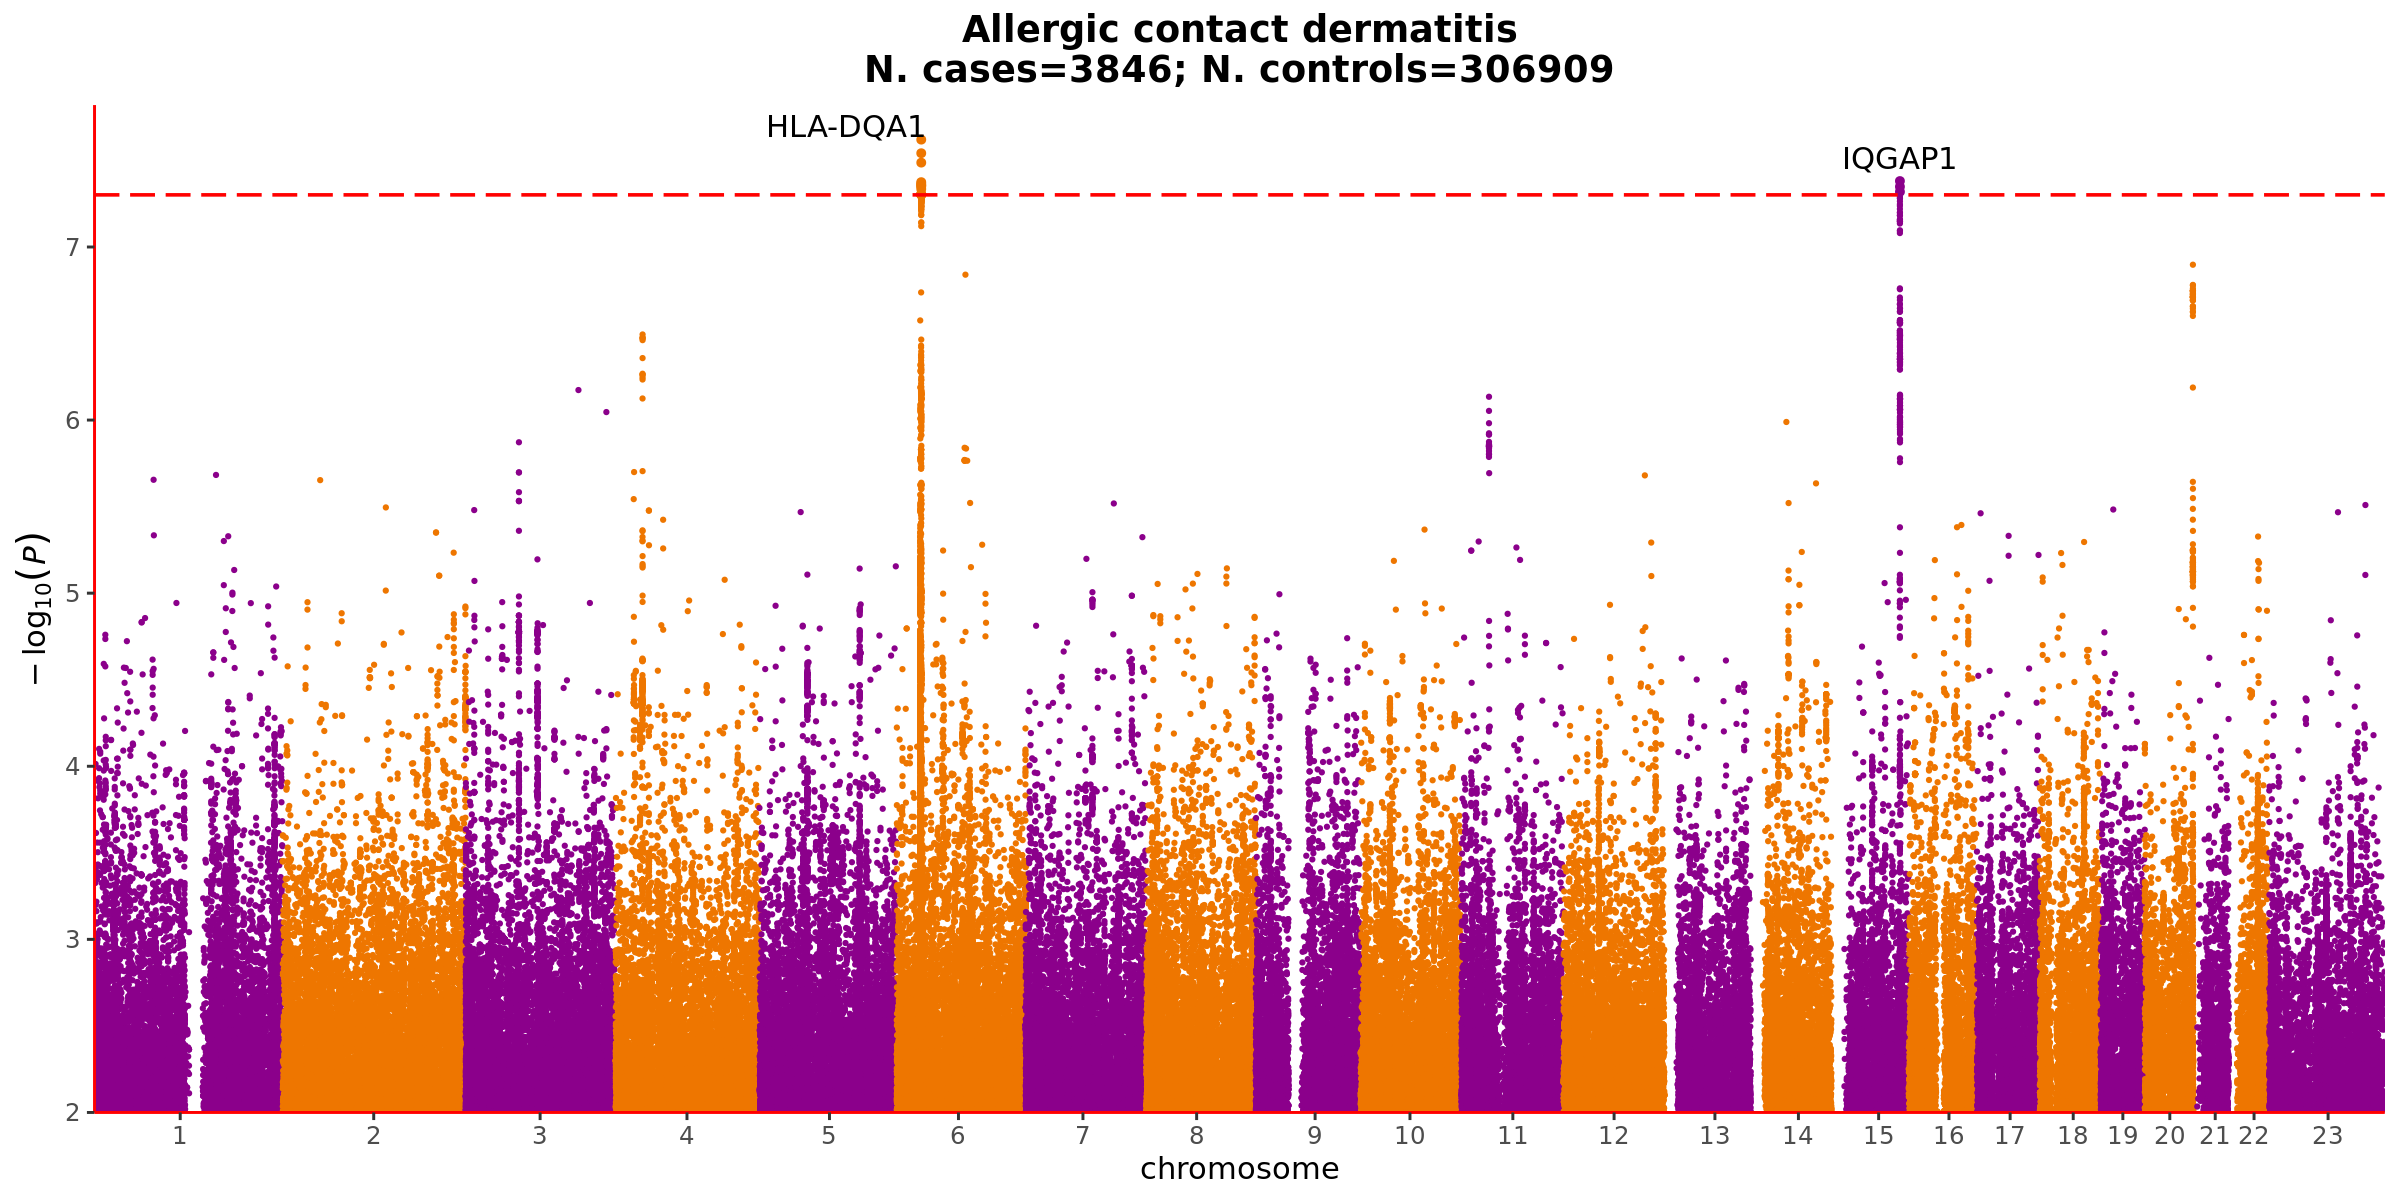 Allergic contact dermatitis
N. cases=3846; N. controls=306909
HLA-DQA1
IQGAP1
7
6
5
4
3
2
−log10(P)
1 2 3 4 5 6 7 8 9 10 11 12 13 14 15 16 17 18 19 20 21 22 23
chromosome